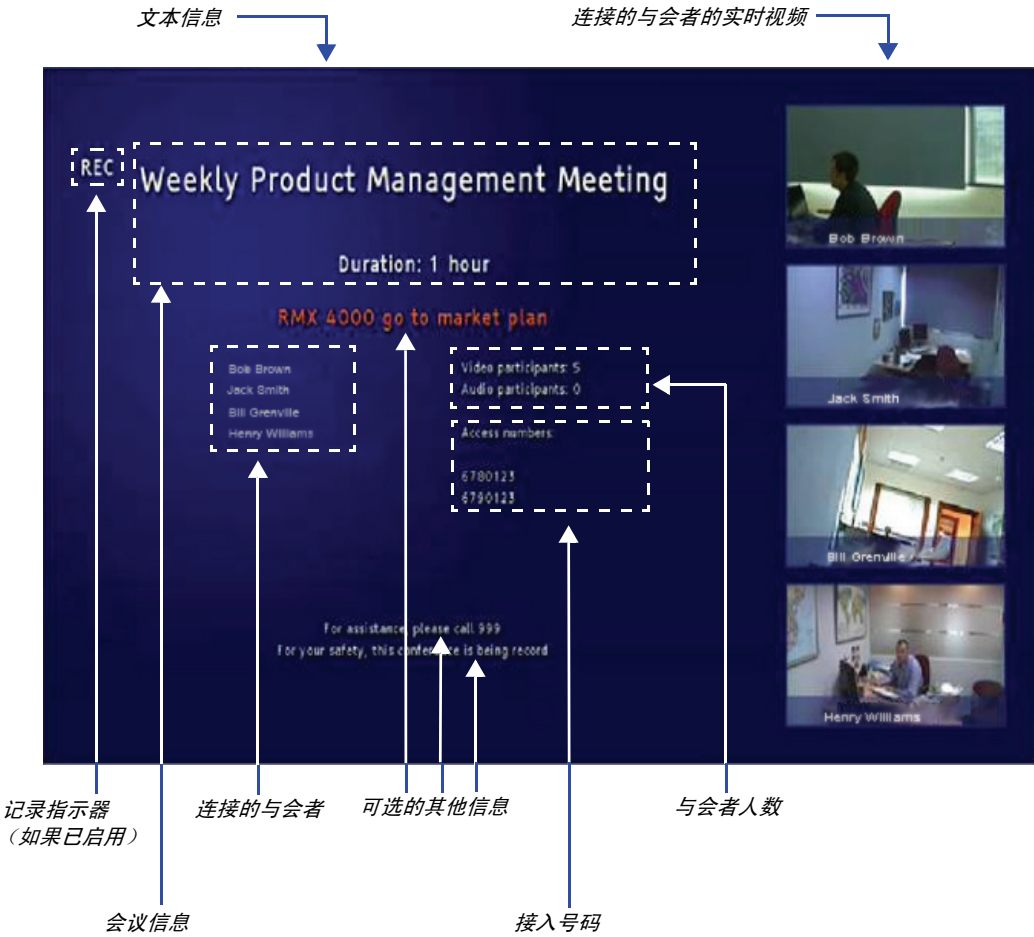 文本信息
连接的与会者的实时视频
REC
Weekly Product Management Meeting
Duration: 1 hour
RMX 4000 go to market plan
Bob Brown
Jack Smith
Bill Grenville
Henry Williams
Video participants: 5
Audio participants: 0
Access numbers:
6780123
6790123
For assistance, please call 999
For your safety, this conference is being record
Bob Brown
Jack Smith
Bill Grenville
Henry Williams
记录指示器
（如果已启用）
连接的与会者
可选的其他信息
与会者人数
会议信息
接入号码